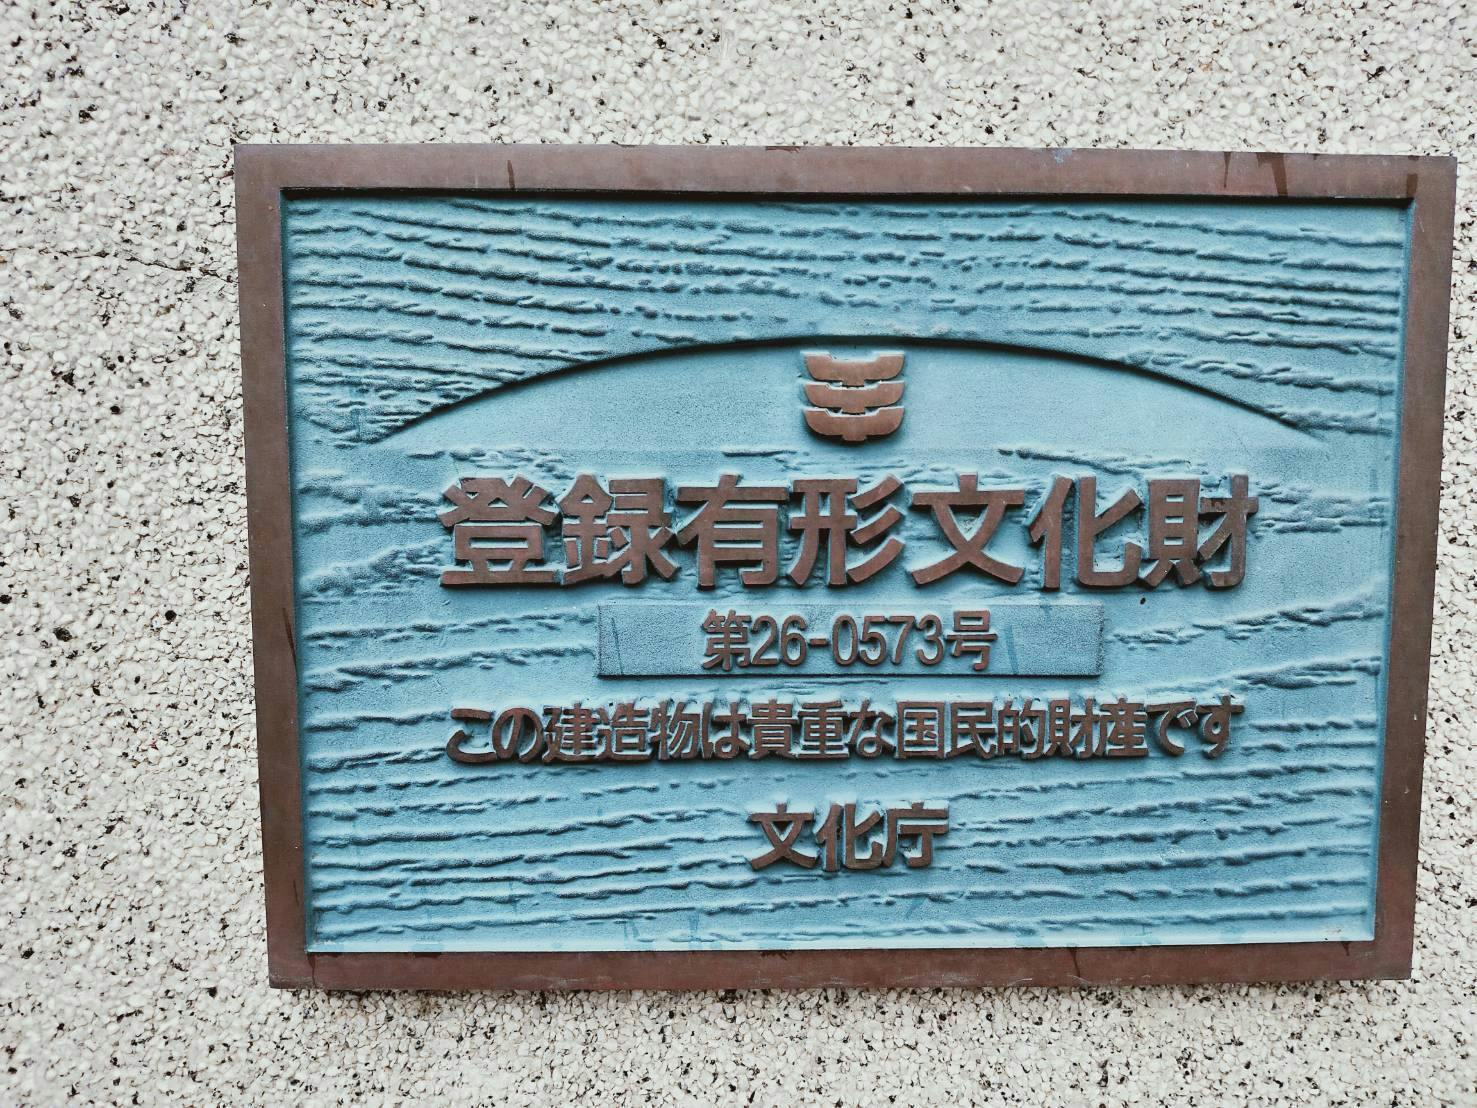 登録有形文化財
第26-0573号
この建造物は貴重な国民的財産です
文化庁